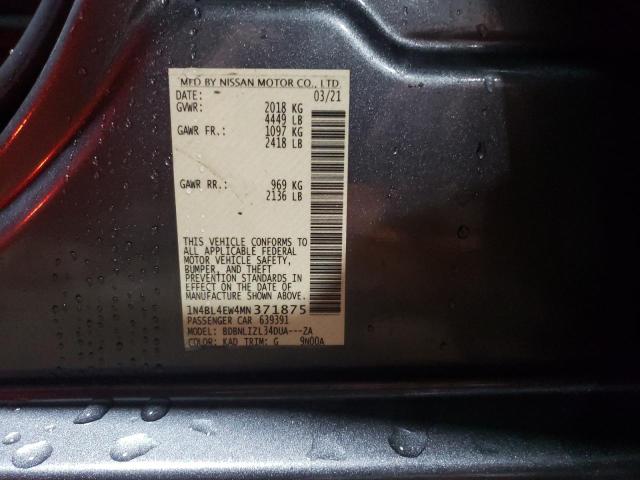 MFD BY NISSAN MOTOR CO., LTD
DATE: 03/21
GVWR: 2018 KG
4449 LB
GAWR FR.: 1097 KG
2418 LB
GAWR RR.: 969 KG
2136 LB
THIS VEHICLE CONFORMS TO
ALL APPLICABLE FEDERAL
MOTOR VEHICLE SAFETY,
BUMPER, AND THEFT
PREVENTION STANDARDS IN
EFFECT ON THE DATE OF
MANUFACTURE SHOWN ABOVE.
1N4BL4EW4MN371875
PASSENGER CAR 639391
MODEL: BDBNLIZL34DUA---2A
COLOR: KAD TRIM: G 9N00A